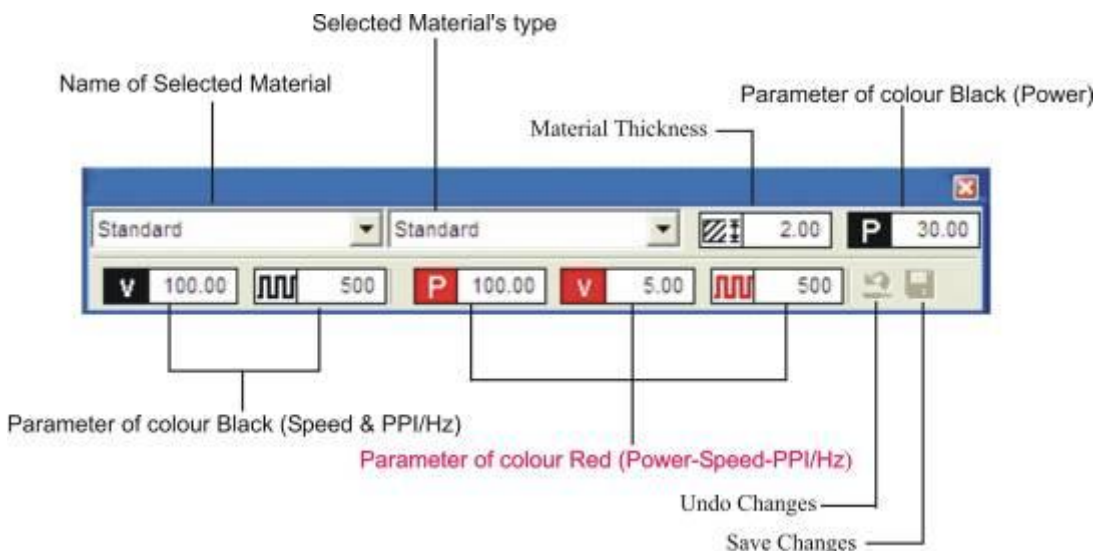 Selected Material's type
Name of Selected Material
Parameter of colour Black (Power)
Material Thickness
Standard Standard 2.00 P 30.00
V 100.00 500 P 100.00 V 5.00 500
Parameter of colour Black (Speed & PPI/Hz)
Parameter of colour Red (Power-Speed-PPI/Hz)
Undo Changes
Save Changes